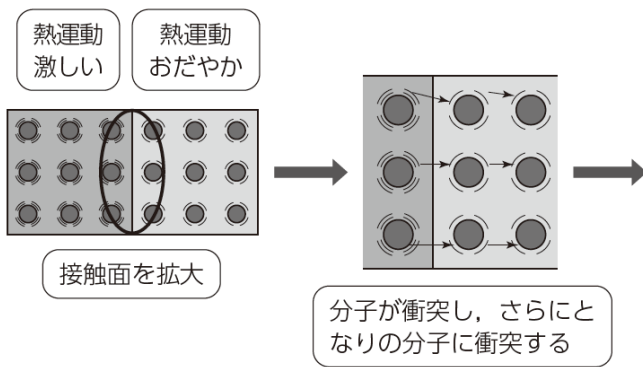 熱運動
激しい
熱運動
おだやか
接触面を拡大
分子が衝突し，さらにと
なりの分子に衝突する